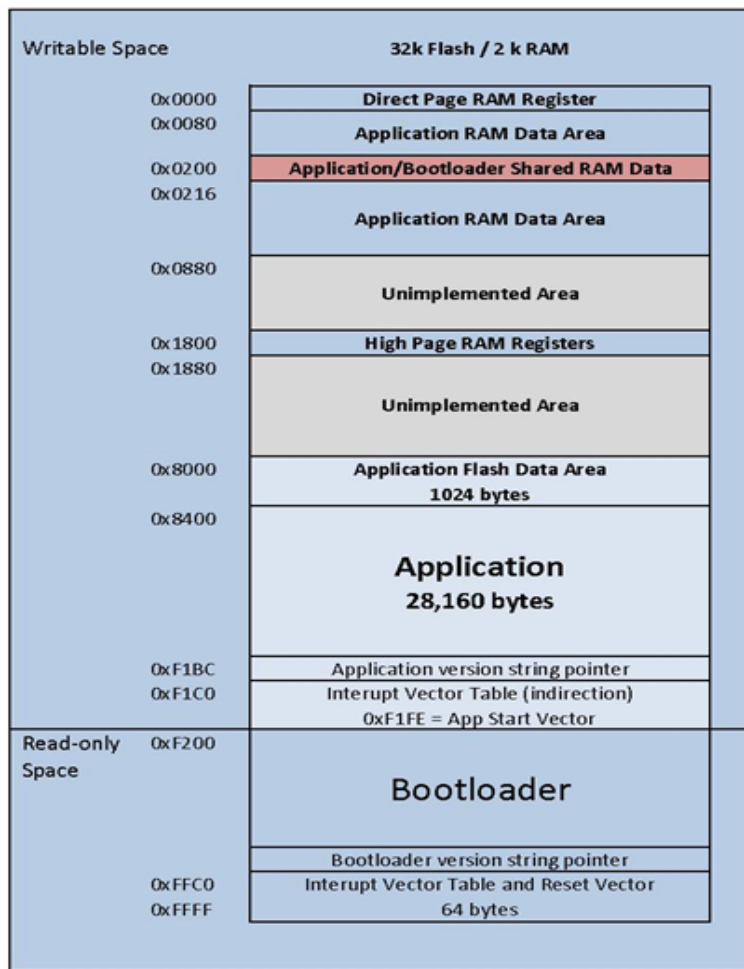 Writable Space
32k Flash / 2 k RAM
0x0000
Direct Page RAM Register
0x0080
Application RAM Data Area
0x0200
Application/Bootloader Shared RAM Data
0x0216
Application RAM Data Area
0x0880
Unimplemented Area
0x1800
High Page RAM Registers
0x1880
Unimplemented Area
0x8000
Application Flash Data Area
1024 bytes
0x8400
Application
28,160 bytes
0xF1BC
Application version string pointer
0xF1C0
Interupt Vector Table (indirection)
0xF1FE = App Start Vector
Read-only
Space
0xF200
Bootloader
Bootloader version string pointer
0xFFC0
Interupt Vector Table and Reset Vector
0xFFFF
64 bytes